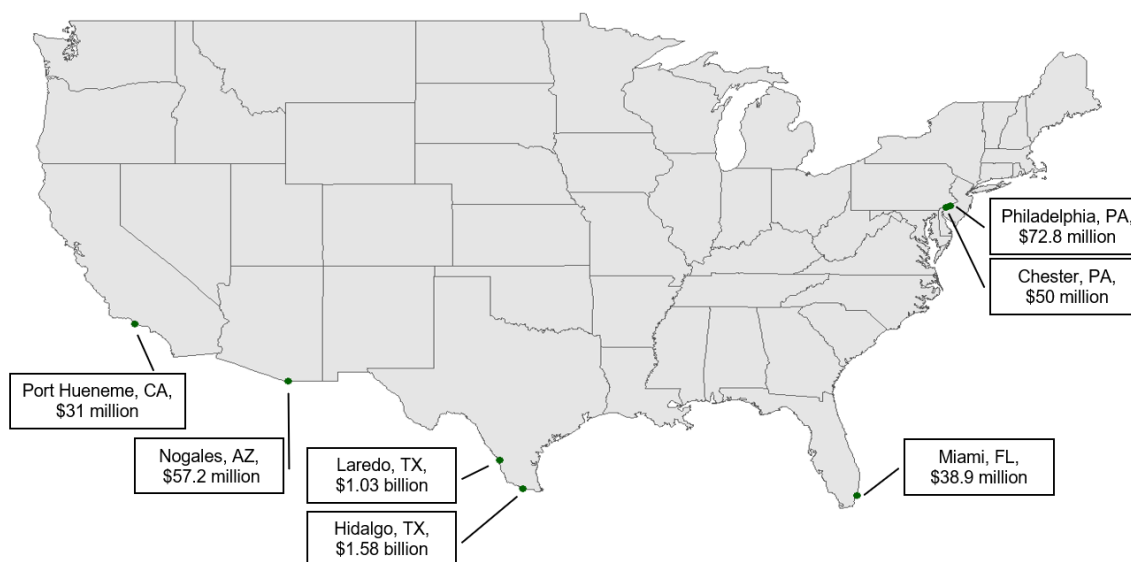 Philadelphia, PA,
$72.8 million
Chester, PA,
$50 million
Port Hueneme, CA,
$31 million
Nogales, AZ,
$57.2 million
Laredo, TX,
$1.03 billion
Hidalgo, TX,
$1.58 billion
Miami, FL,
$38.9 million